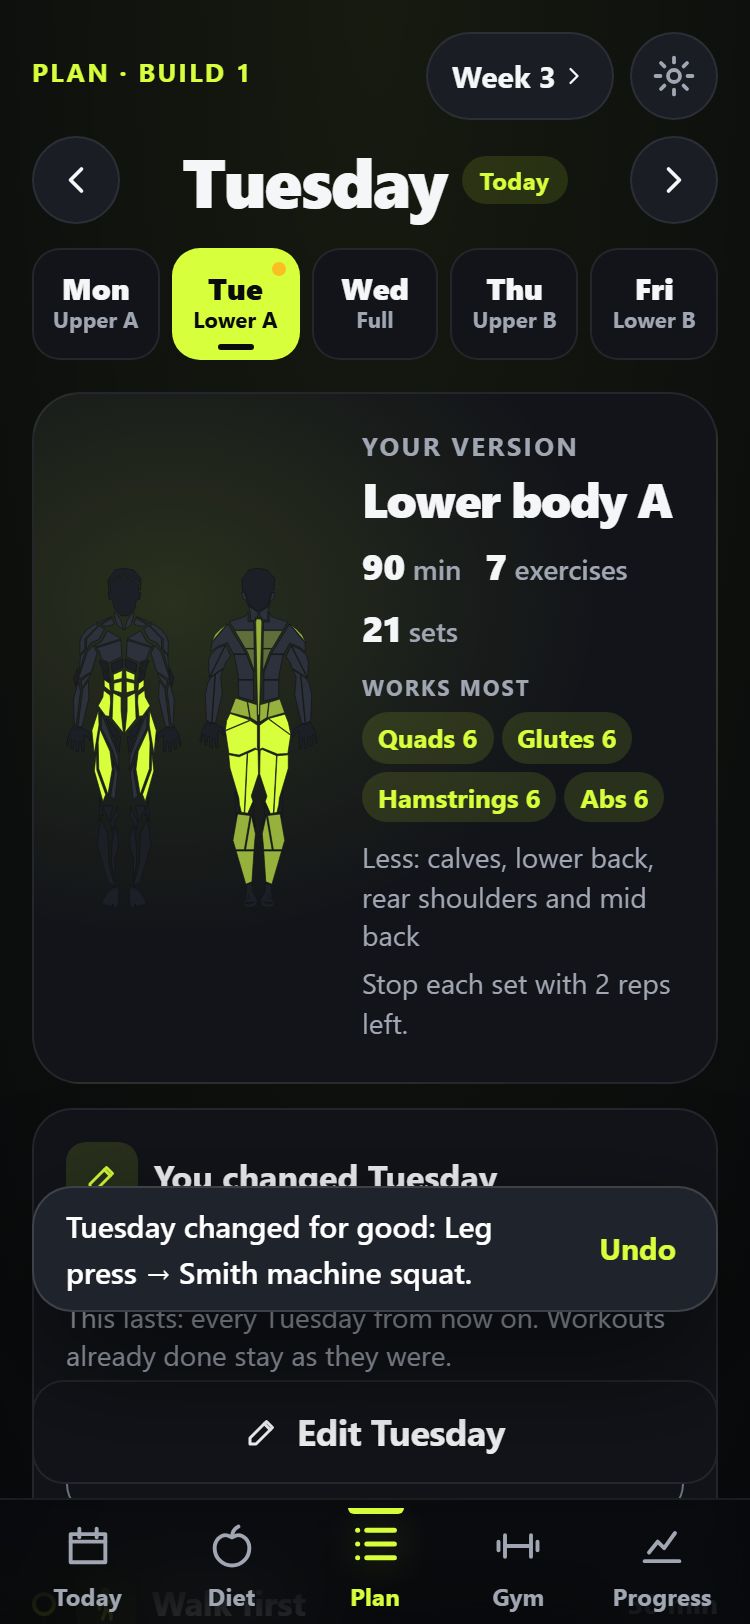 PLAN · BUILD 1
Week 3
Tuesday Today
Mon
Upper A
Tue
Lower A
Wed
Full
Thu
Upper B
Fri
Lower B
YOUR VERSION
Lower body A
90 min 7 exercises
21 sets
WORKS MOST
Quads 6 Glutes 6
Hamstrings 6 Abs 6
Less: calves, lower back,
rear shoulders and mid
back
Stop each set with 2 reps
left.
You changed Tuesday
Tuesday changed for good: Leg
press → Smith machine squat.
Undo
This lasts: every Tuesday from now on. Workouts
already done stay as they were.
Edit Tuesday
Walk first
Today
Diet
Plan
Gym
Progress